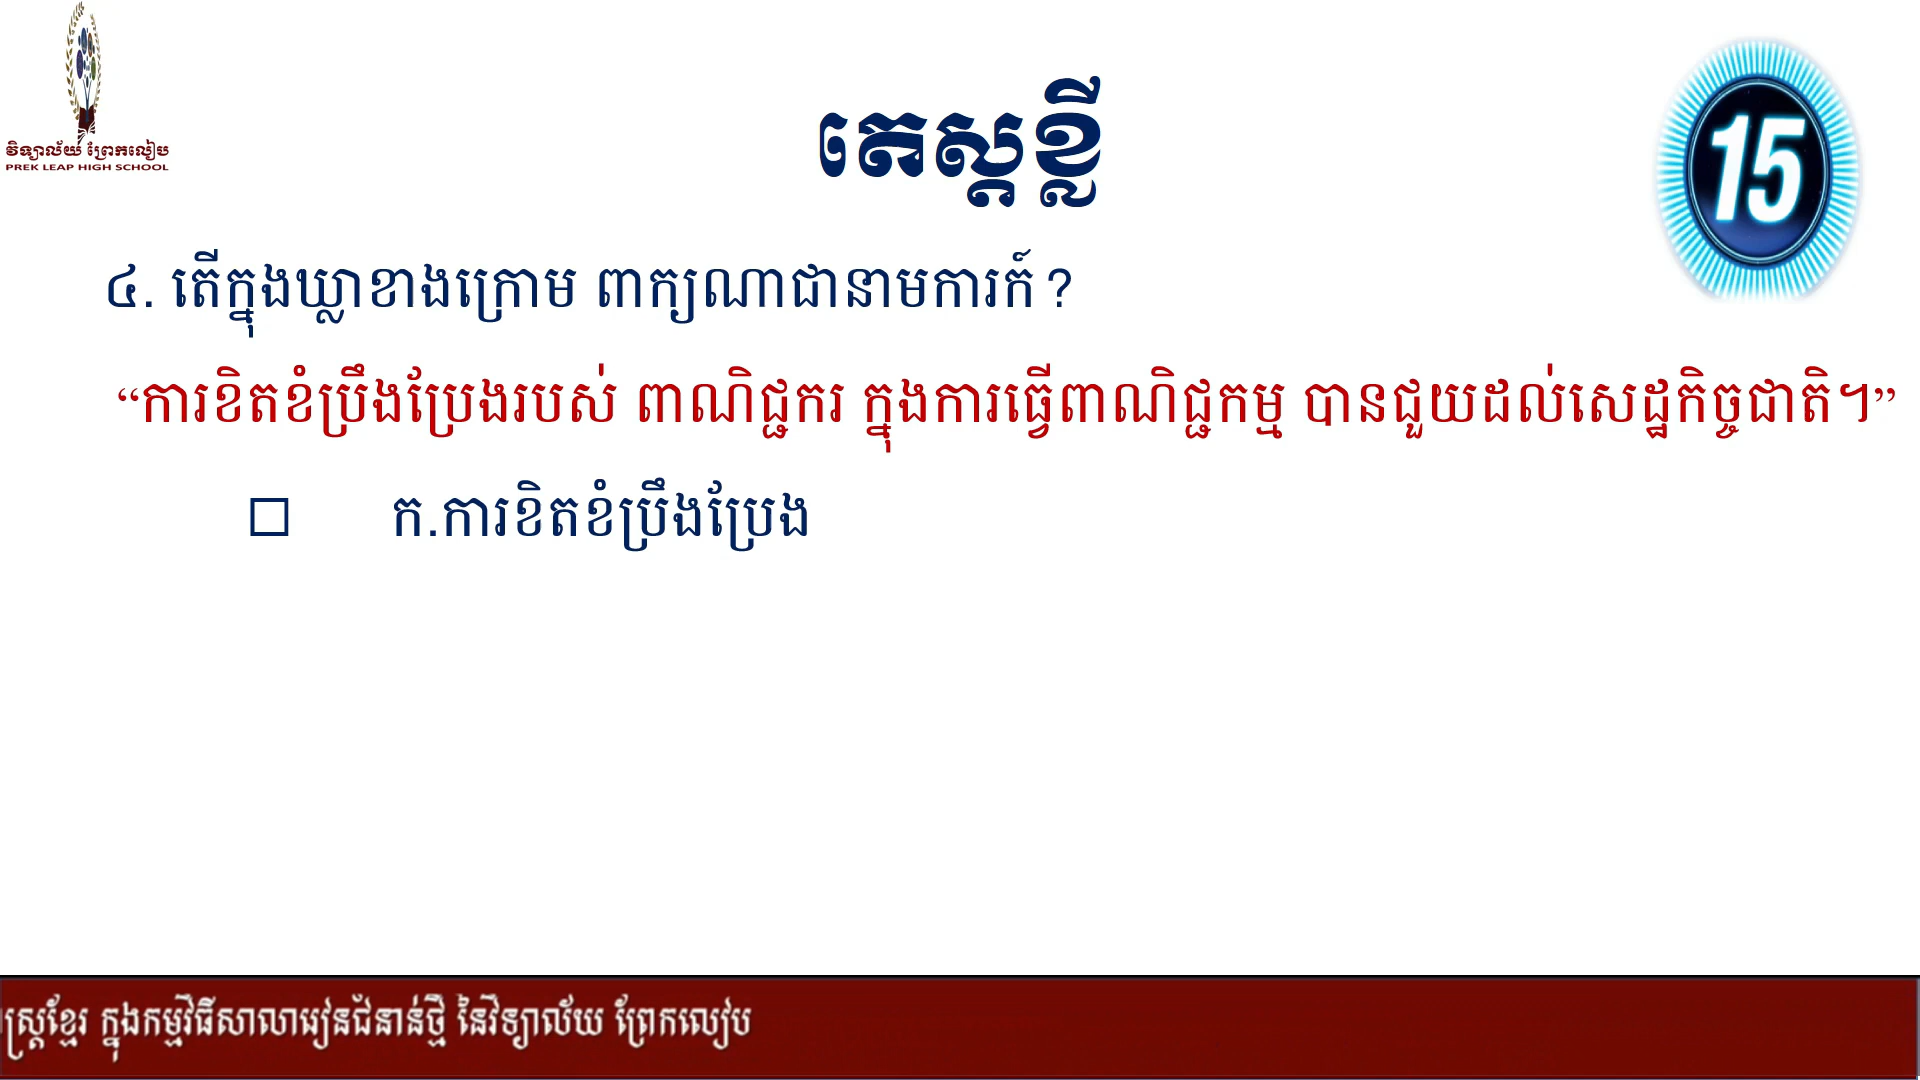 វិទ្យាល័យ ព្រែកលៀប
PREK LEAP HIGH SCHOOL
តេស្តខ្លី
15
៤. តើក្នុងឃ្លាខាងក្រោម ពាក្យណាជានាមការក៍ ?
“ការខិតខំប្រឹងប្រែងរបស់ ពាណិជ្ជករ ក្នុងការធ្វើពាណិជ្ជកម្ម បានជួយដល់សេដ្ឋកិច្ចជាតិ។”
ក.ការខិតខំប្រឹងប្រែង
ស្ត្រខ្មែរ ក្នុងកម្មវិធីសាលារៀនជំនាន់ថ្មី នៃវិទ្យាល័យ ព្រែកលៀប